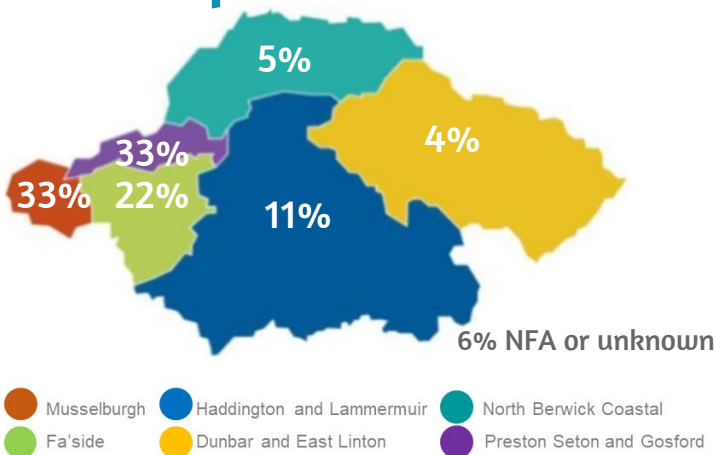 5%
4%
33%
33%
22%
11%
6% NFA or unknown
Musselburgh
Haddington and Lammermuir
North Berwick Coastal
Fa'side
Dunbar and East Linton
Preston Seton and Gosford